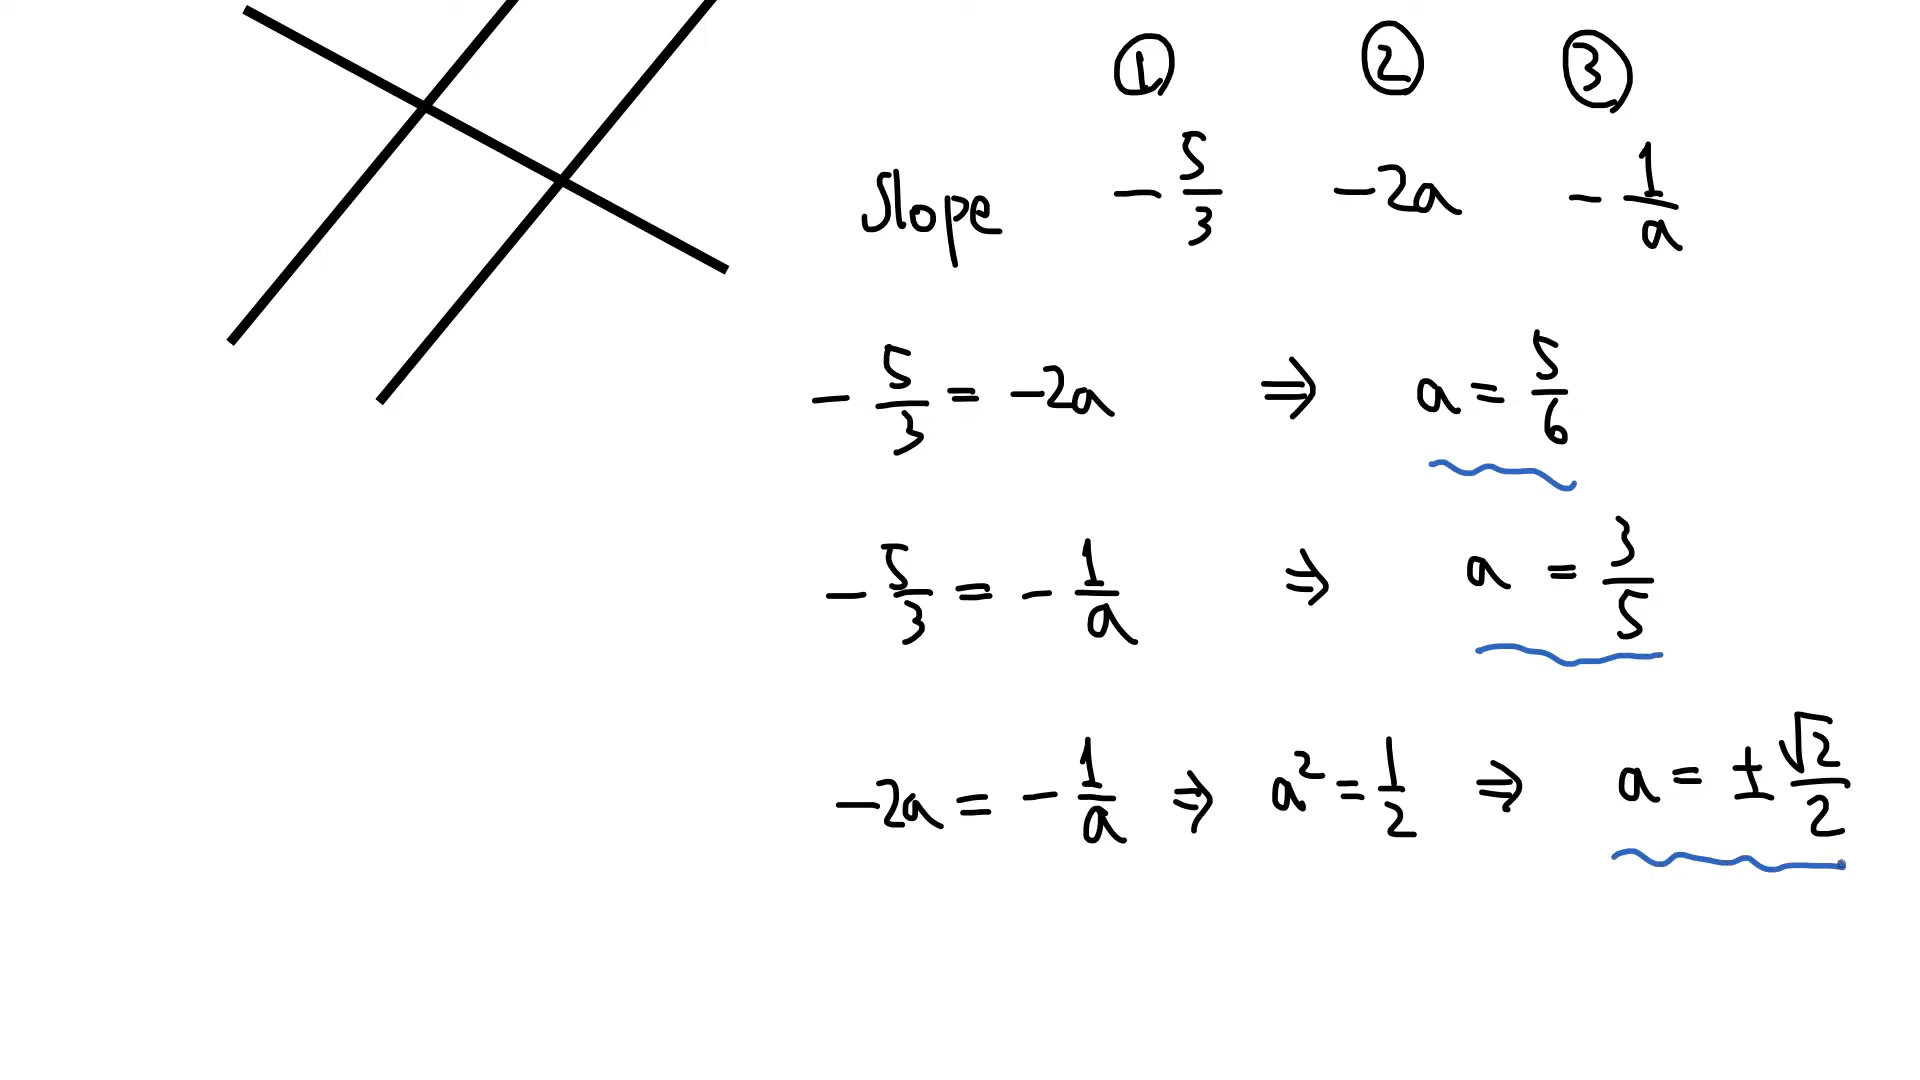 ① ② ③
Slope -5/3 -2a -1/a
-5/3 = -2a ⇒ a = 5/6
-5/3 = -1/a ⇒ a = 3/5
-2a = -1/a ⇒ a² = 1/2 ⇒ a = ±√2/2